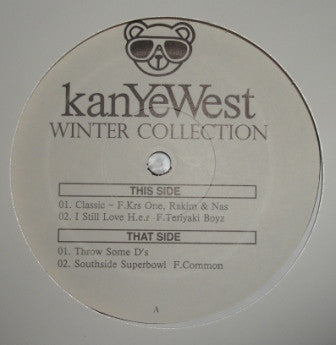 kanYeWest
WINTER COLLECTION
THIS SIDE
01. Classic - F.Krs One, Rakim & Nas
02. I Still Love H.e.r F.Teriyaki Boyz
THAT SIDE
01. Throw Some D's
02. Southside Superbowl F.Common
A